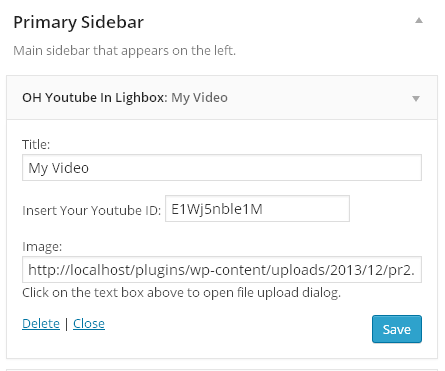 Primary Sidebar
Main sidebar that appears on the left.
OH Youtube In Lighbox: My Video
Title:
My Video
Insert Your Youtube ID: E1Wj5nble1M
Image:
http://localhost/plugins/wp-content/uploads/2013/12/pr2.
Click on the text box above to open file upload dialog.
Delete | Close Save